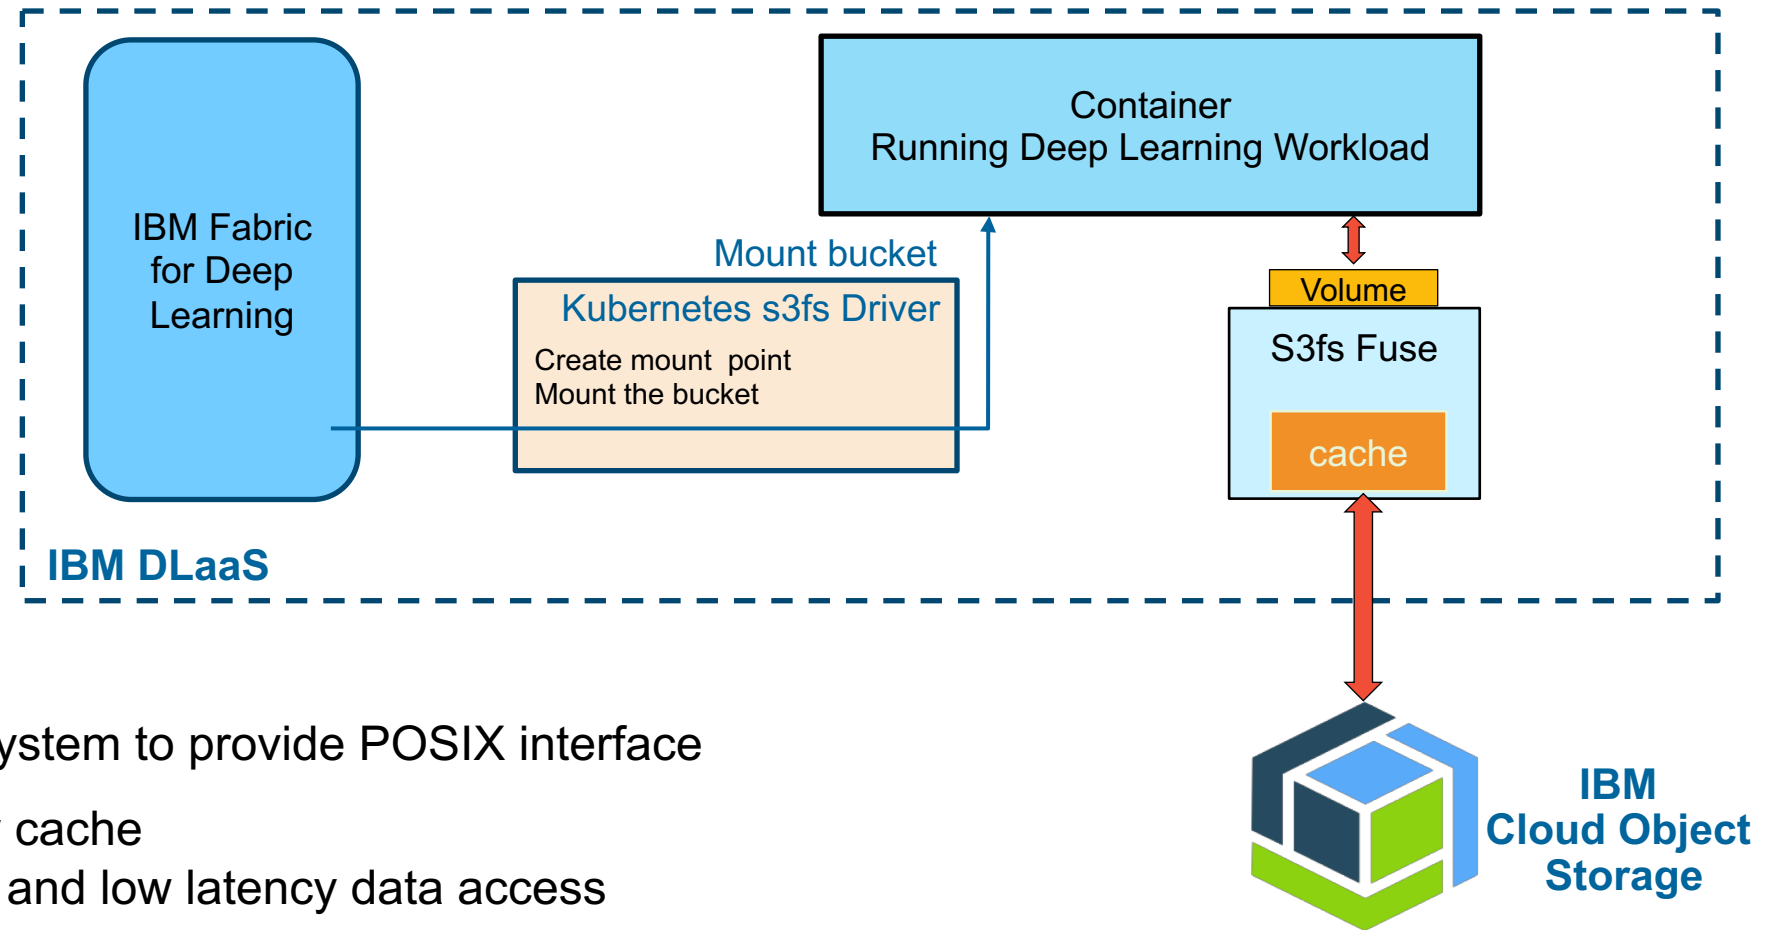 Container
Running Deep Learning Workload
IBM Fabric
for Deep
Learning
Mount bucket
Kubernetes s3fs Driver
Create mount point
Mount the bucket
Volume
S3fs Fuse
cache
IBM DLaaS
system to provide POSIX interface
cache
and low latency data access
IBM
Cloud Object
Storage